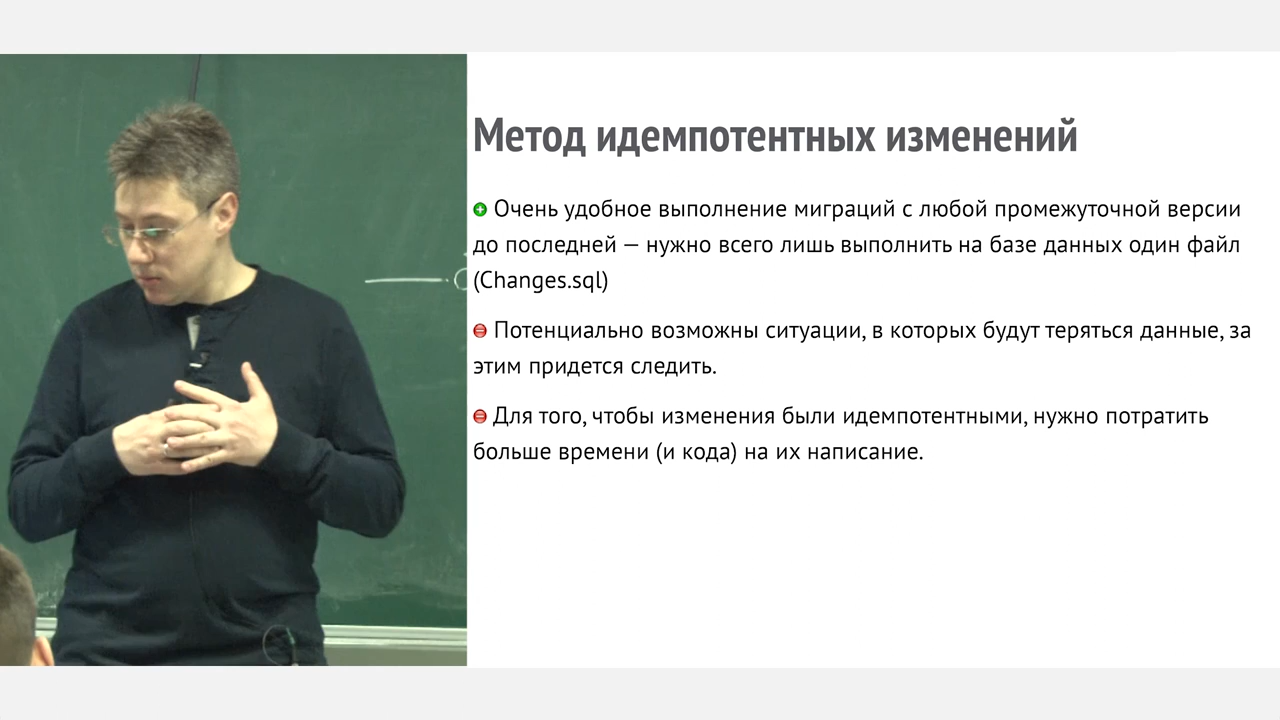 Метод идемпотентных изменений
Очень удобное выполнение миграций с любой промежуточной версии
до последней — нужно всего лишь выполнить на базе данных один файл
(Changes.sql)
Потенциально возможны ситуации, в которых будут теряться данные, за
этим придется следить.
Для того, чтобы изменения были идемпотентными, нужно потратить
больше времени (и кода) на их написание.